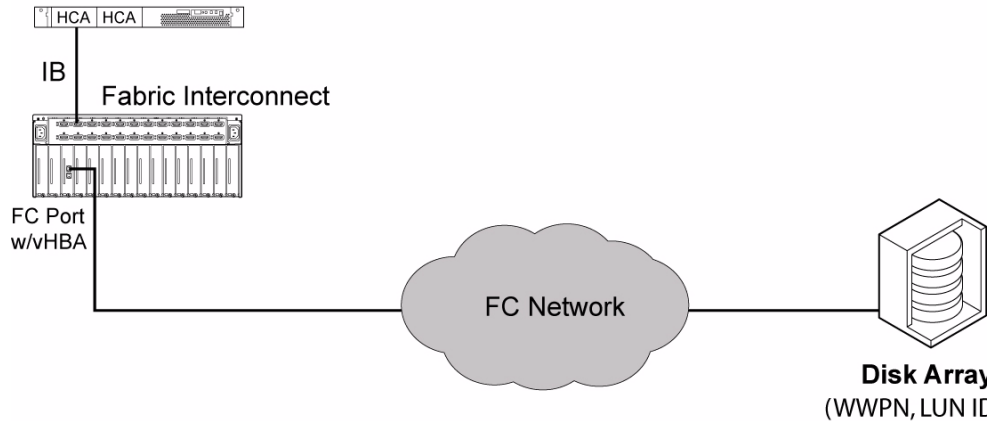 HCA HCA
IB
Fabric Interconnect
FC Port
w/vHBA
FC Network
Disk Array
(WWPN, LUN ID